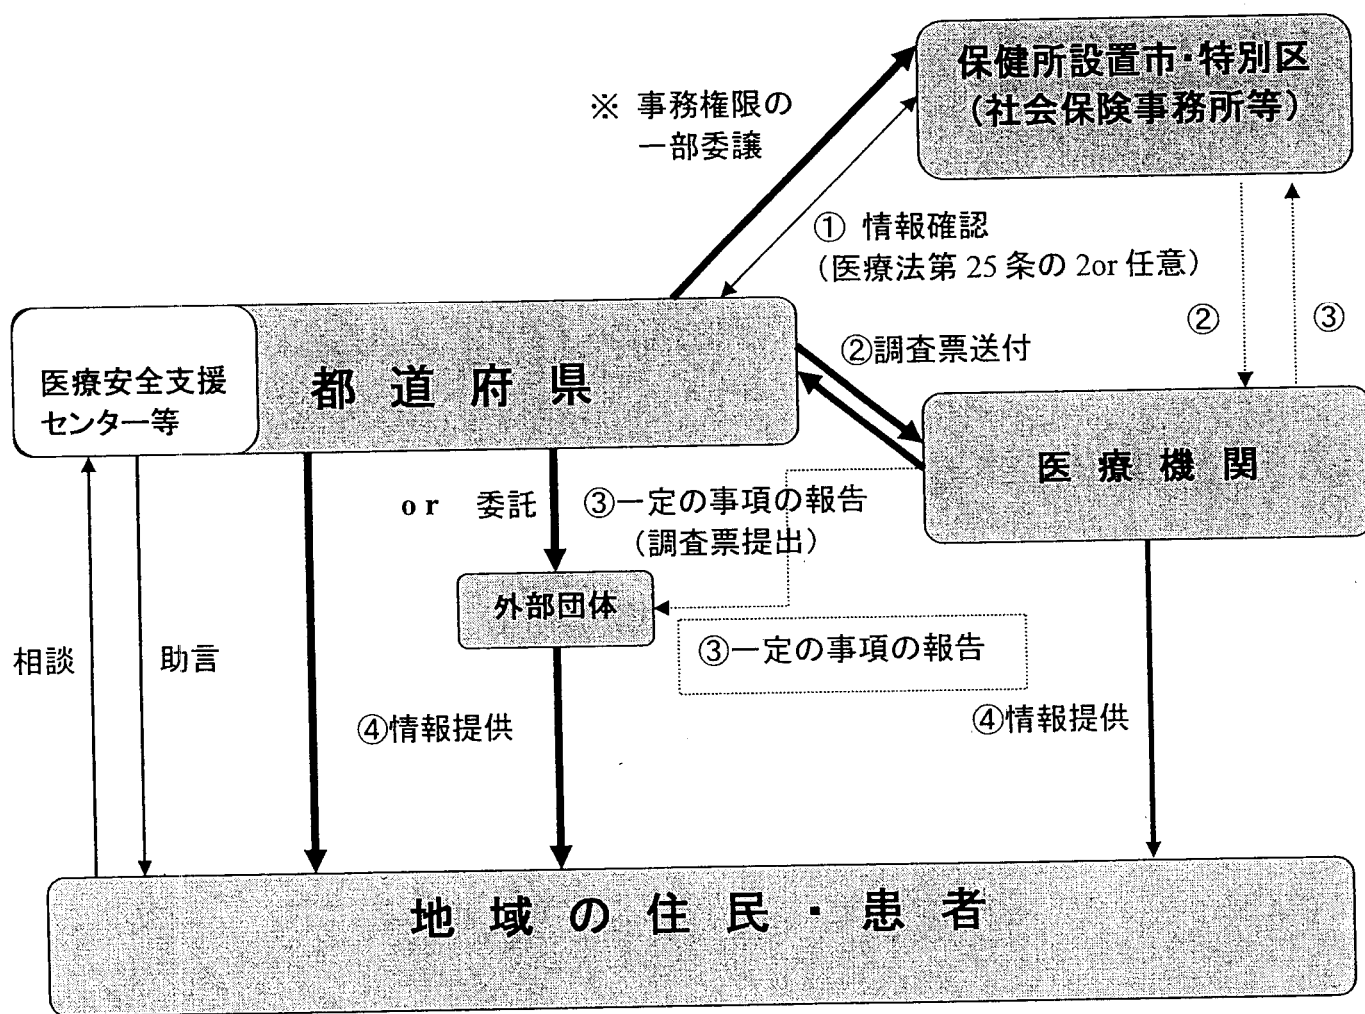 保健所設置市・特別区
（社会保険事務所等）
※ 事務権限の
一部委譲
① 情報確認
（医療法第 25 条の 2or 任意）
②
③
医療安全支援
センター等
都 道 府 県
②調査票送付
医 療 機 関
or 委託
③一定の事項の報告
（調査票提出）
外部団体
③一定の事項の報告
相談
助言
④情報提供
④情報提供
地 域 の 住 民 ・ 患 者